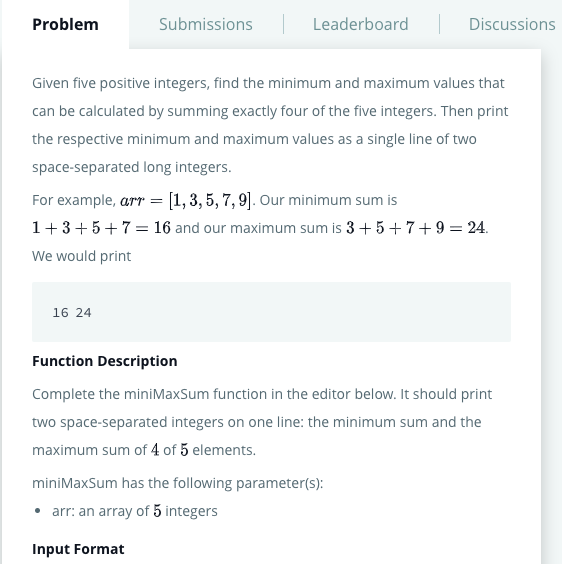 Problem
Submissions
Leaderboard
Discussions
Given five positive integers, find the minimum and maximum values that
can be calculated by summing exactly four of the five integers. Then print
the respective minimum and maximum values as a single line of two
space-separated long integers.
For example, arr = [1, 3, 5, 7, 9]. Our minimum sum is
1 + 3 + 5 + 7 = 16 and our maximum sum is 3 + 5 + 7 + 9 = 24.
We would print
16 24
Function Description
Complete the miniMaxSum function in the editor below. It should print
two space-separated integers on one line: the minimum sum and the
maximum sum of 4 of 5 elements.
miniMaxSum has the following parameter(s):
• arr: an array of 5 integers
Input Format